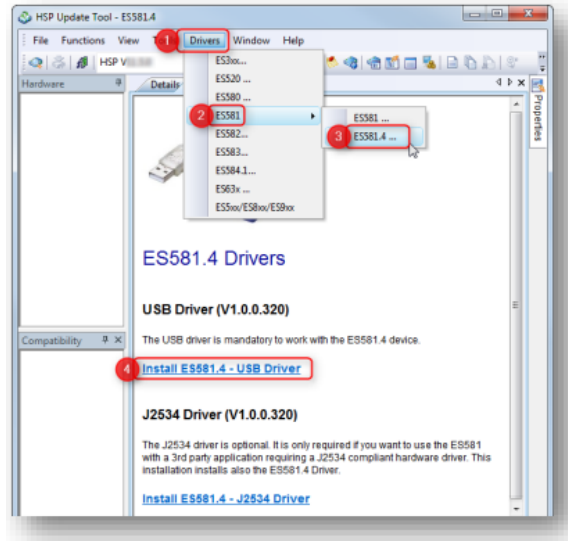 HSP Update Tool - ES581.4
File Functions View Drivers Window Help
HSP
Hardware
Details
Properties
1
ES3xx...
ES520 ...
ES580 ...
2 ES581
ES582...
ES583...
ES584.1...
ES63x ...
ES5xx/ES8xx/ES9xx
ES581 ...
3 ES581.4 ...
ES581.4 Drivers
USB Driver (V1.0.0.320)
The USB driver is mandatory to work with the ES581.4 device.
Compatibility
4 Install ES581.4 - USB Driver
J2534 Driver (V1.0.0.320)
The J2534 driver is optional. It is only required if you want to use the ES581
with a 3rd party application requiring a J2534 compliant hardware driver. This
installation installs also the ES581.4 Driver.
Install ES581.4 - J2534 Driver